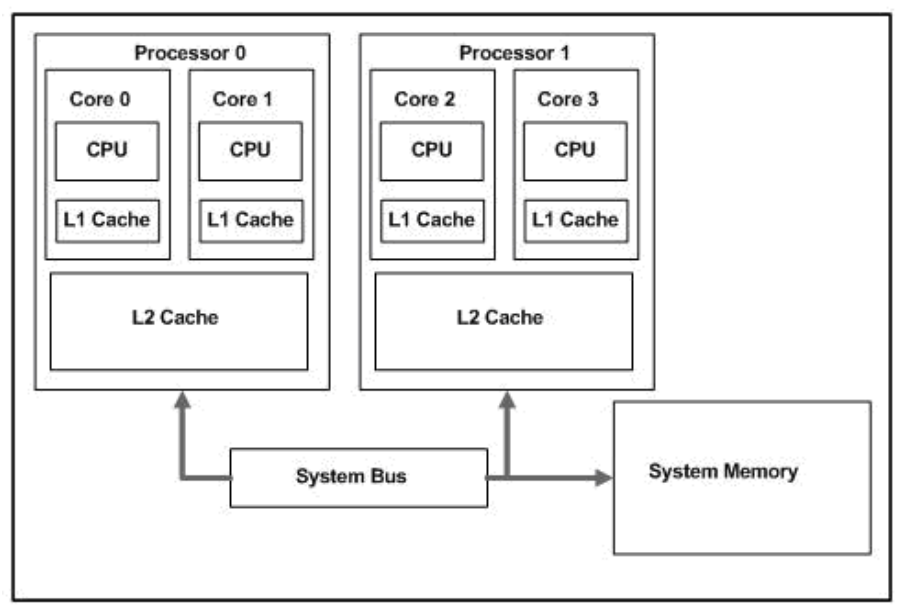 Processor 0
Processor 1
Core 0
Core 1
Core 2
Core 3
CPU
CPU
CPU
CPU
L1 Cache
L1 Cache
L1 Cache
L1 Cache
L2 Cache
L2 Cache
System Bus
System Memory